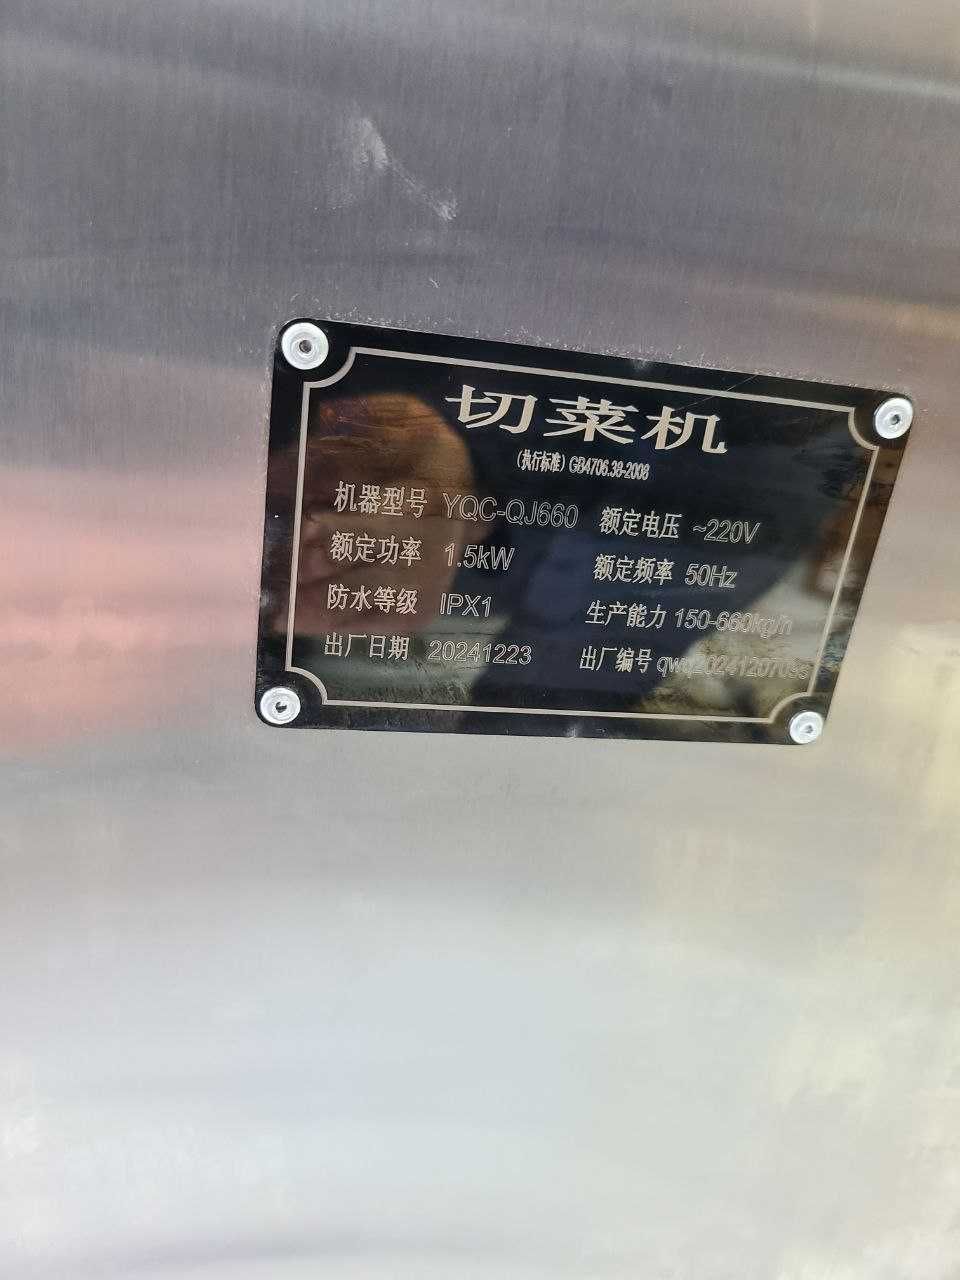 切菜机
(执行标准) GB4706.38-2008
机器型号 YQC-QJ660 额定电压 ~220V
额定功率 1.5kW 额定频率 50Hz
防水等级 IPX1 生产能力 150-660kg/h
出厂日期 20241223 出厂编号